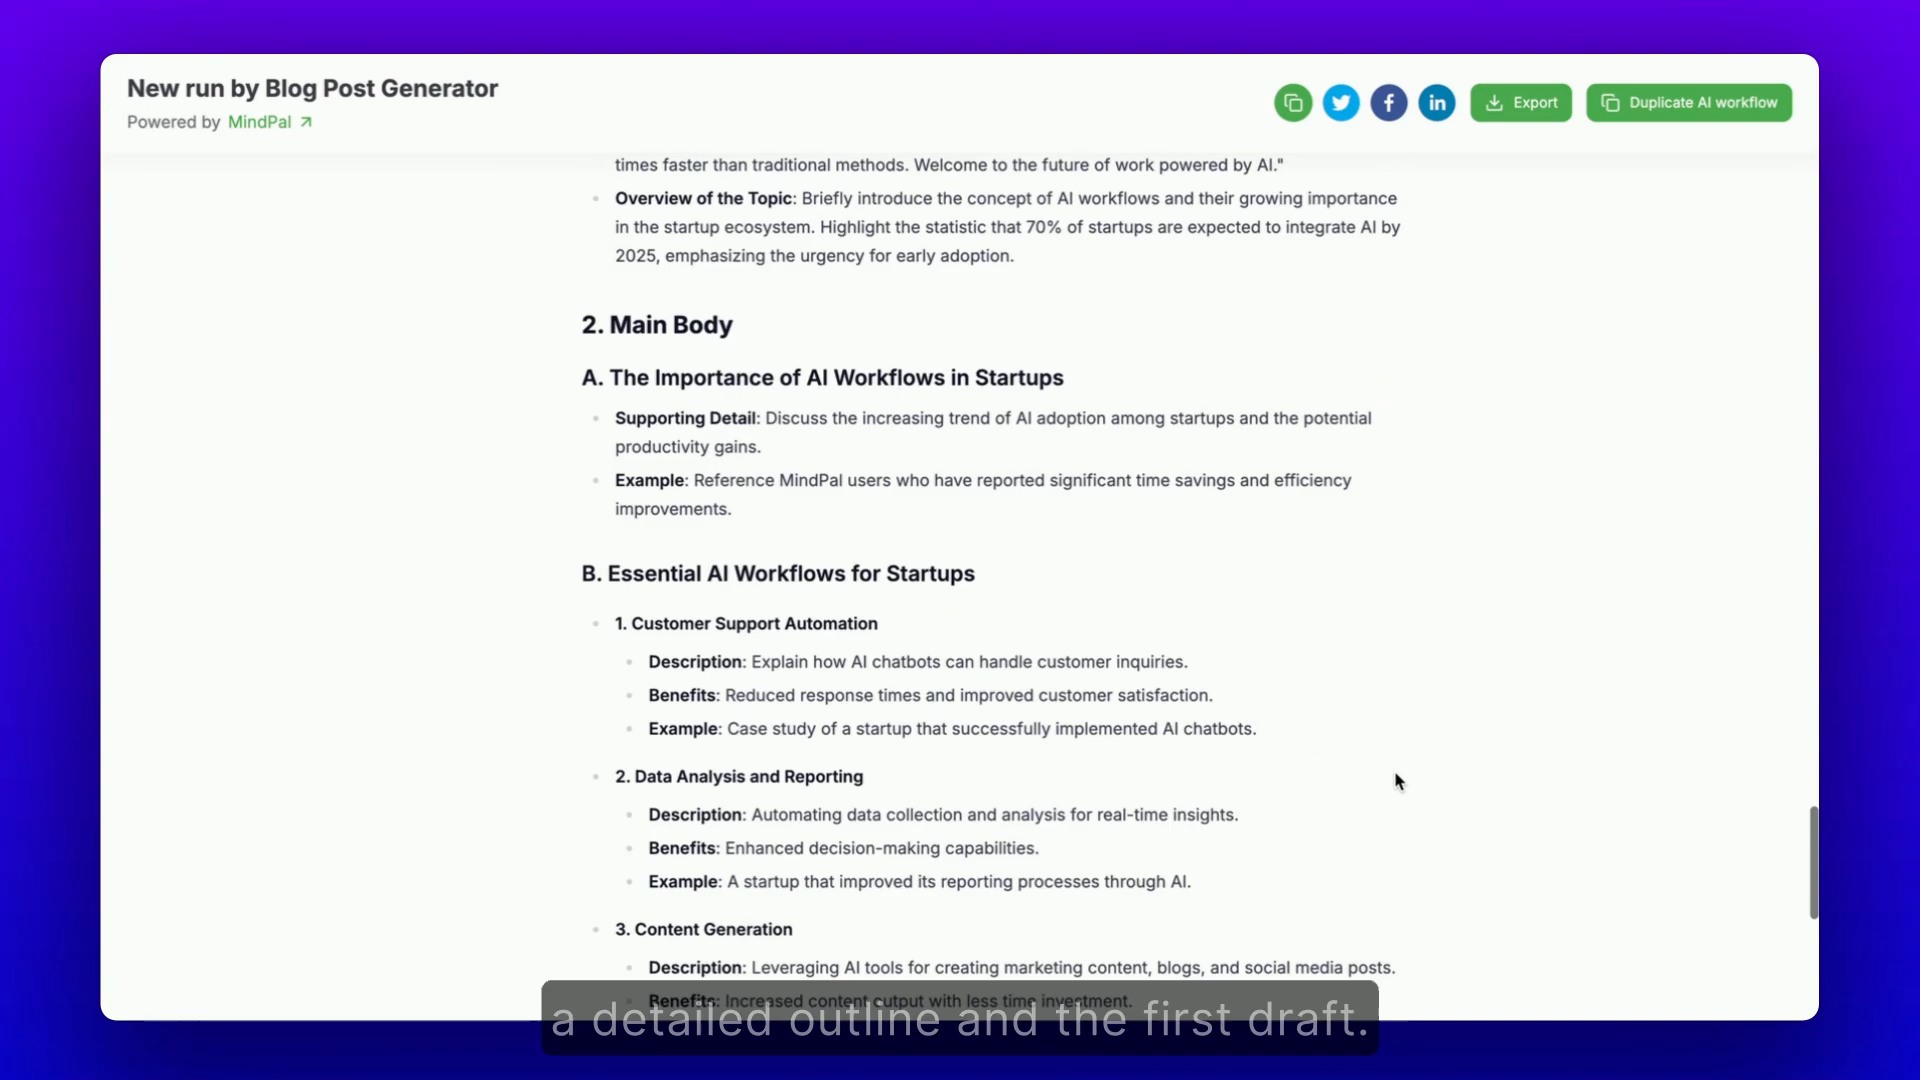 New run by Blog Post Generator
Powered by MindPal
Export
Duplicate AI workflow
times faster than traditional methods. Welcome to the future of work powered by AI."
Overview of the Topic: Briefly introduce the concept of AI workflows and their growing importance
in the startup ecosystem. Highlight the statistic that 70% of startups are expected to integrate AI by
2025, emphasizing the urgency for early adoption.
2. Main Body
A. The Importance of AI Workflows in Startups
Supporting Detail: Discuss the increasing trend of AI adoption among startups and the potential
productivity gains.
Example: Reference MindPal users who have reported significant time savings and efficiency
improvements.
B. Essential AI Workflows for Startups
1. Customer Support Automation
Description: Explain how AI chatbots can handle customer inquiries.
Benefits: Reduced response times and improved customer satisfaction.
Example: Case study of a startup that successfully implemented AI chatbots.
2. Data Analysis and Reporting
Description: Automating data collection and analysis for real-time insights.
Benefits: Enhanced decision-making capabilities.
Example: A startup that improved its reporting processes through AI.
3. Content Generation
Description: Leveraging AI tools for creating marketing content, blogs, and social media posts.
Benefits: Increased content output with less time investment.
a detailed outline and the first draft.